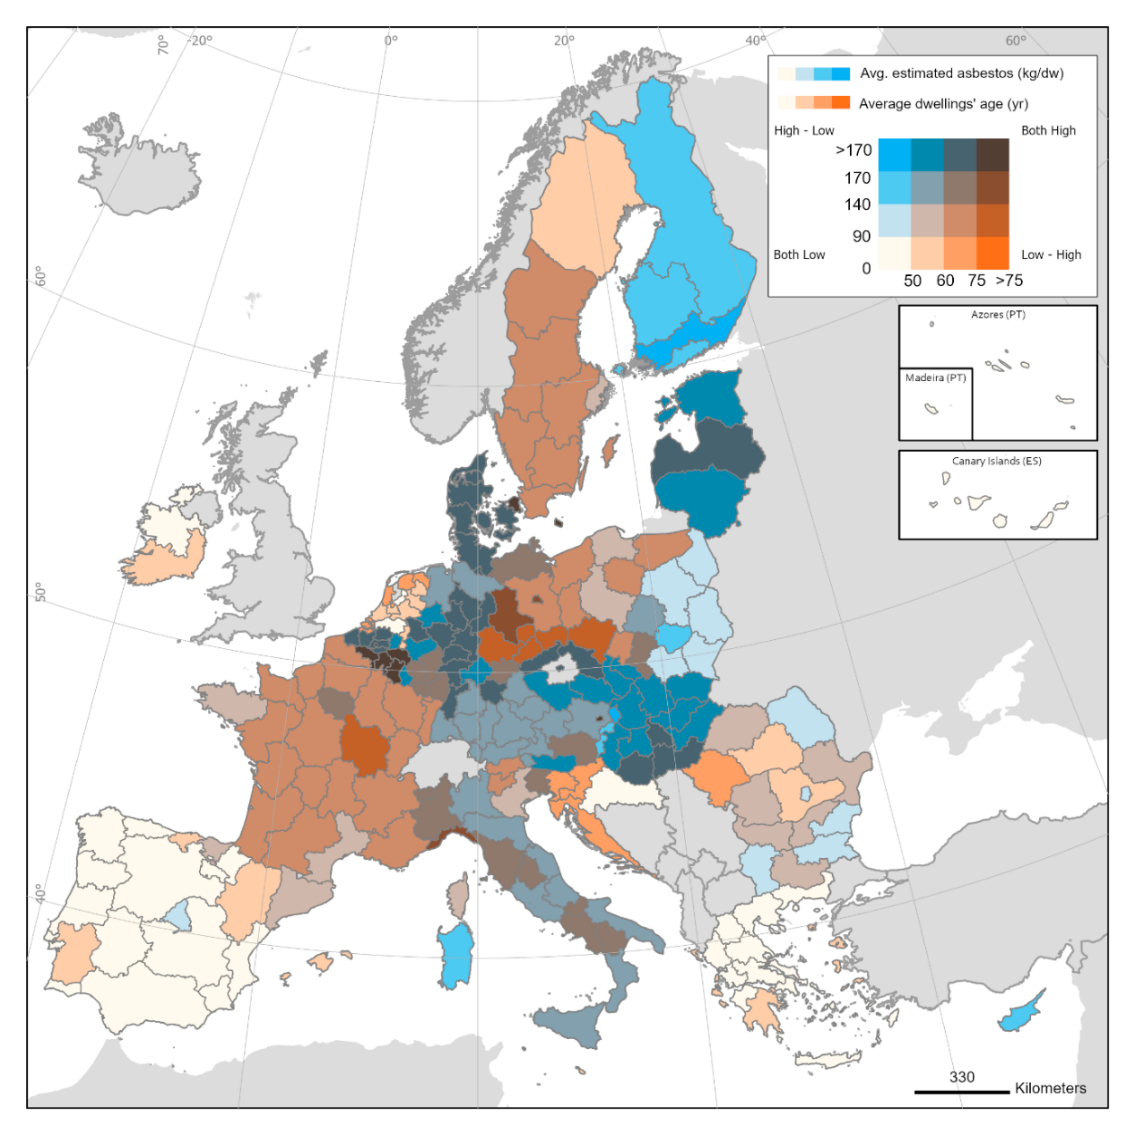 70°
-20°
0°
20°
40°
60°
Avg. estimated asbestos (kg/dw)
Average dwellings' age (yr)
High - Low
Both High
>170
170
140
90
0
Both Low
Low - High
50
60
75
>75
60°
50°
40°
Azores (PT)
Madeira (PT)
Canary Islands (ES)
330
Kilometers